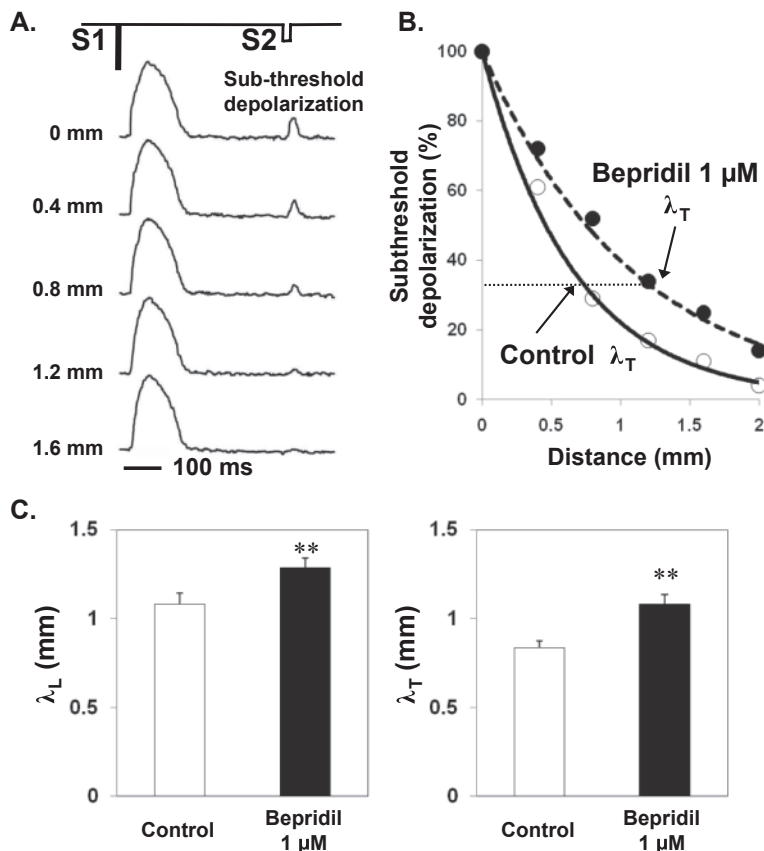 A.
S1
S2
Sub-threshold
depolarization
0 mm
0.4 mm
0.8 mm
1.2 mm
1.6 mm
100 ms
B.
Subthreshold
depolarization (%)
100
80
60
40
20
0
0
0.5
1
1.5
2
Distance (mm)
Bepridil 1 µM
λT
Control λT
C.
λL (mm)
1.5
1
0.5
0
**
Control
Bepridil
1 µM
λT (mm)
1.5
1
0.5
0
**
Control
Bepridil
1 µM